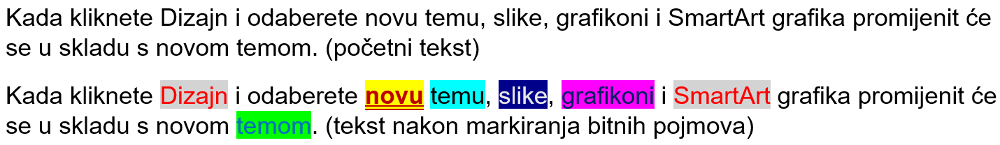 Kada kliknete Dizajn i odaberete novu temu, slike, grafikoni i SmartArt grafika promijenit će
se u skladu s novom temom. (početni tekst)
Kada kliknete Dizajn i odaberete novu temu, slike, grafikoni i SmartArt grafika promijenit će
se u skladu s novom temom. (tekst nakon markiranja bitnih pojmova)